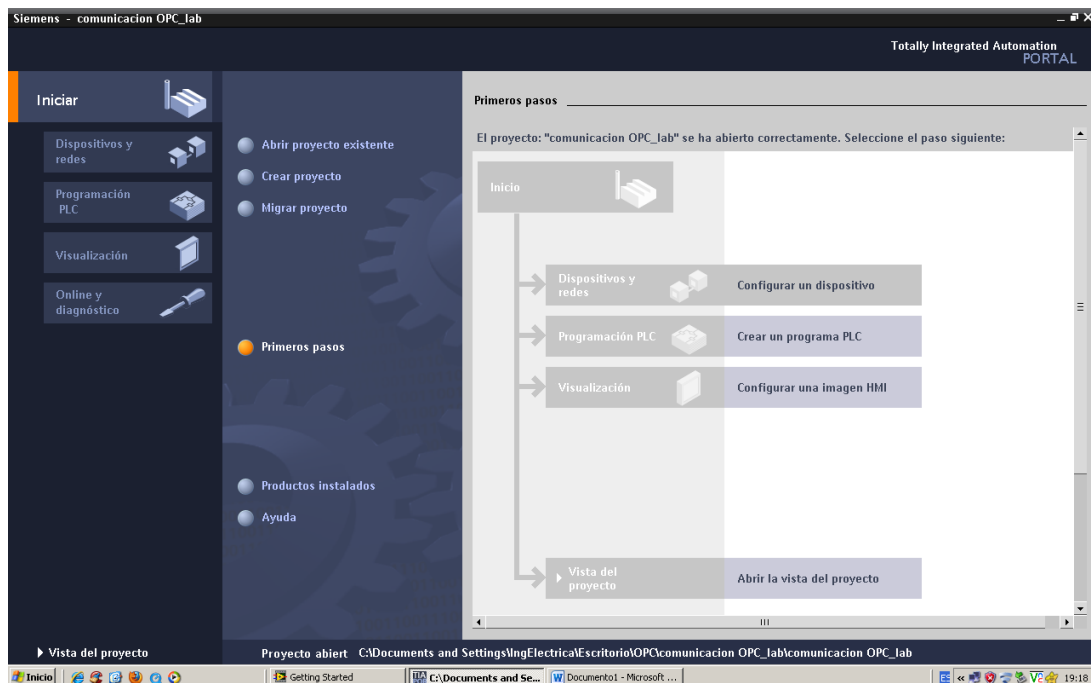 Siemens - comunicacion OPC_lab
Totally Integrated Automation
PORTAL
Iniciar
Dispositivos y
redes
Programación
PLC
Visualización
Online y
diagnóstico
Abrir proyecto existente
Crear proyecto
Migrar proyecto
Primeros pasos
Productos instalados
Ayuda
Primeros pasos
El proyecto: "comunicacion OPC_lab" se ha abierto correctamente. Seleccione el paso siguiente:
Inicio
Dispositivos y
redes
Configurar un dispositivo
Programación PLC
Crear un programa PLC
Visualización
Configurar una imagen HMI
Vista del
proyecto
Abrir la vista del proyecto
Vista del proyecto
Proyecto abiert C:\Documents and Settings\IngElectrica\Escritorio\OPC\comunicacion OPC_lab\comunicacion OPC_lab
Inicio
Getting Started
C:\Documents and Se...
Documento1 - Microsoft ...
ES
19:19